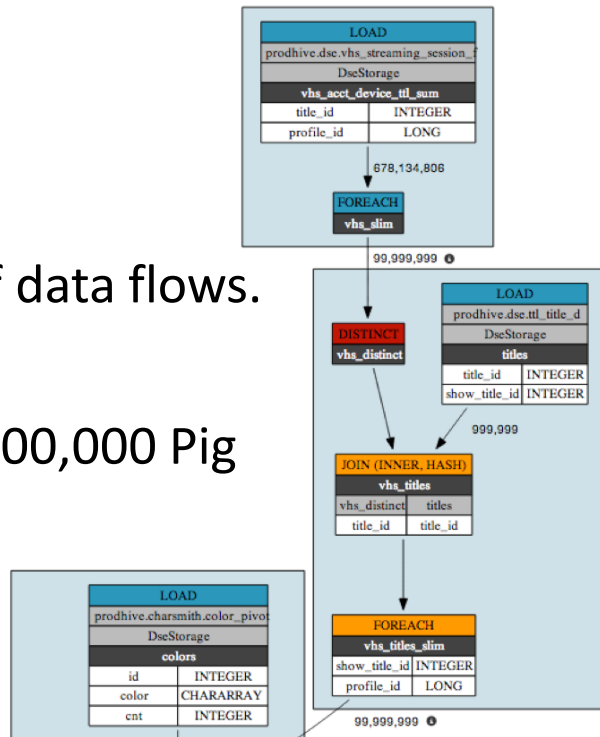 LOAD
prodhive.dse.vhs_streaming_session_f
DseStorage
vhs_acct_device_ttl_sum
title_id INTEGER
profile_id LONG
678,134,806
FOREACH
vhs_slim
99,999,999
f data flows.
LOAD
prodhive.dse.ttl_title_d
DseStorage
titles
title_id INTEGER
show_title_id INTEGER
DISTINCT
vhs_distinct
999,999
00,000 Pig
JOIN (INNER, HASH)
vhs_titles
vhs_distinct titles
title_id title_id
LOAD
prodhive.charsmith.color_pivot
DseStorage
colors
id INTEGER
color CHARARRAY
cnt INTEGER
FOREACH
vhs_titles_slim
show_title_id INTEGER
profile_id LONG
99,999,999